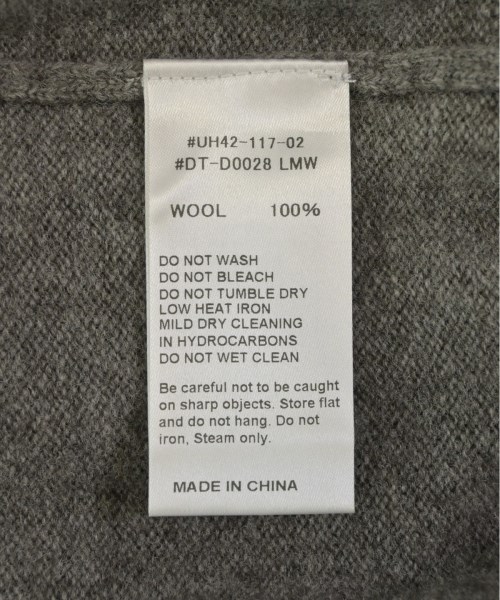 #UH42-117-02
#DT-D0028 LMW
WOOL 100%
DO NOT WASH
DO NOT BLEACH
DO NOT TUMBLE DRY
LOW HEAT IRON
MILD DRY CLEANING
IN HYDROCARBONS
DO NOT WET CLEAN
Be careful not to be caught
on sharp objects. Store flat
and do not hang. Do not
iron, Steam only.
MADE IN CHINA